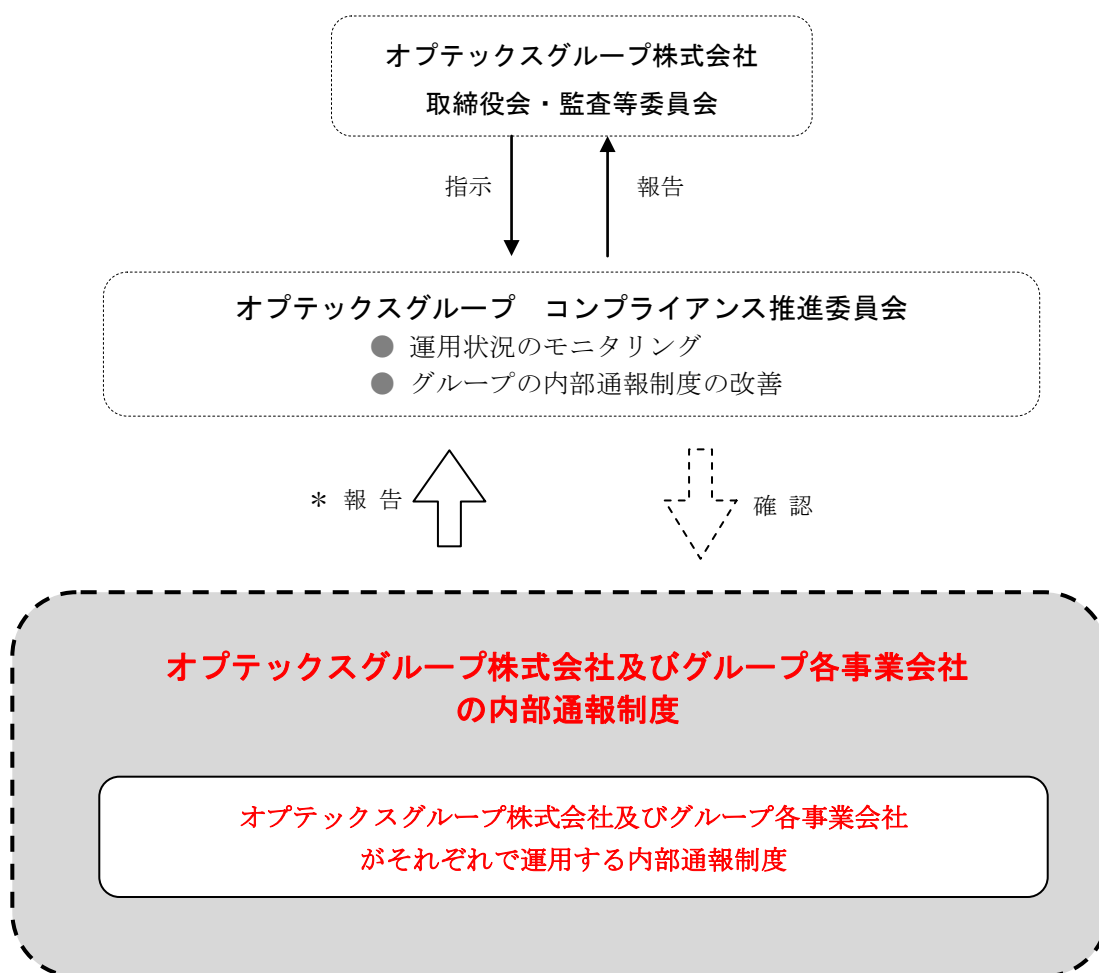 オプテックスグループ株式会社
取締役会・監査等委員会
指示
報告
オプテックスグループ　コンプライアンス推進委員会
● 運用状況のモニタリング
● グループの内部通報制度の改善
＊ 報 告
確 認
オプテックスグループ株式会社及びグループ各事業会社
の内部通報制度
オプテックスグループ株式会社及びグループ各事業会社
がそれぞれで運用する内部通報制度